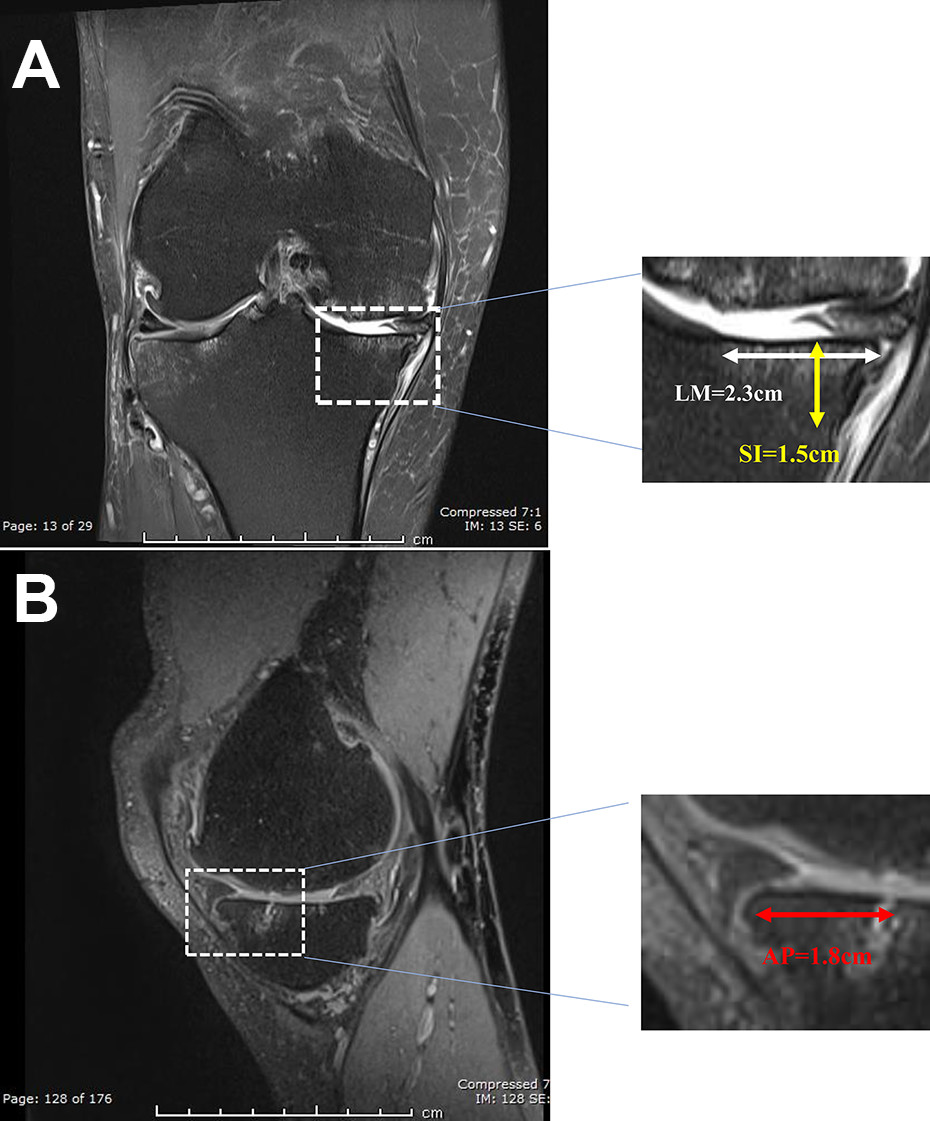 A
LM=2.3cm
SI=1.5cm
Compressed 7:1
Page: 13 of 29
IM: 13 SE: 6
cm
B
AP=1.8cm
Compressed 7
Page: 128 of 176
IM: 128 SE:
cm